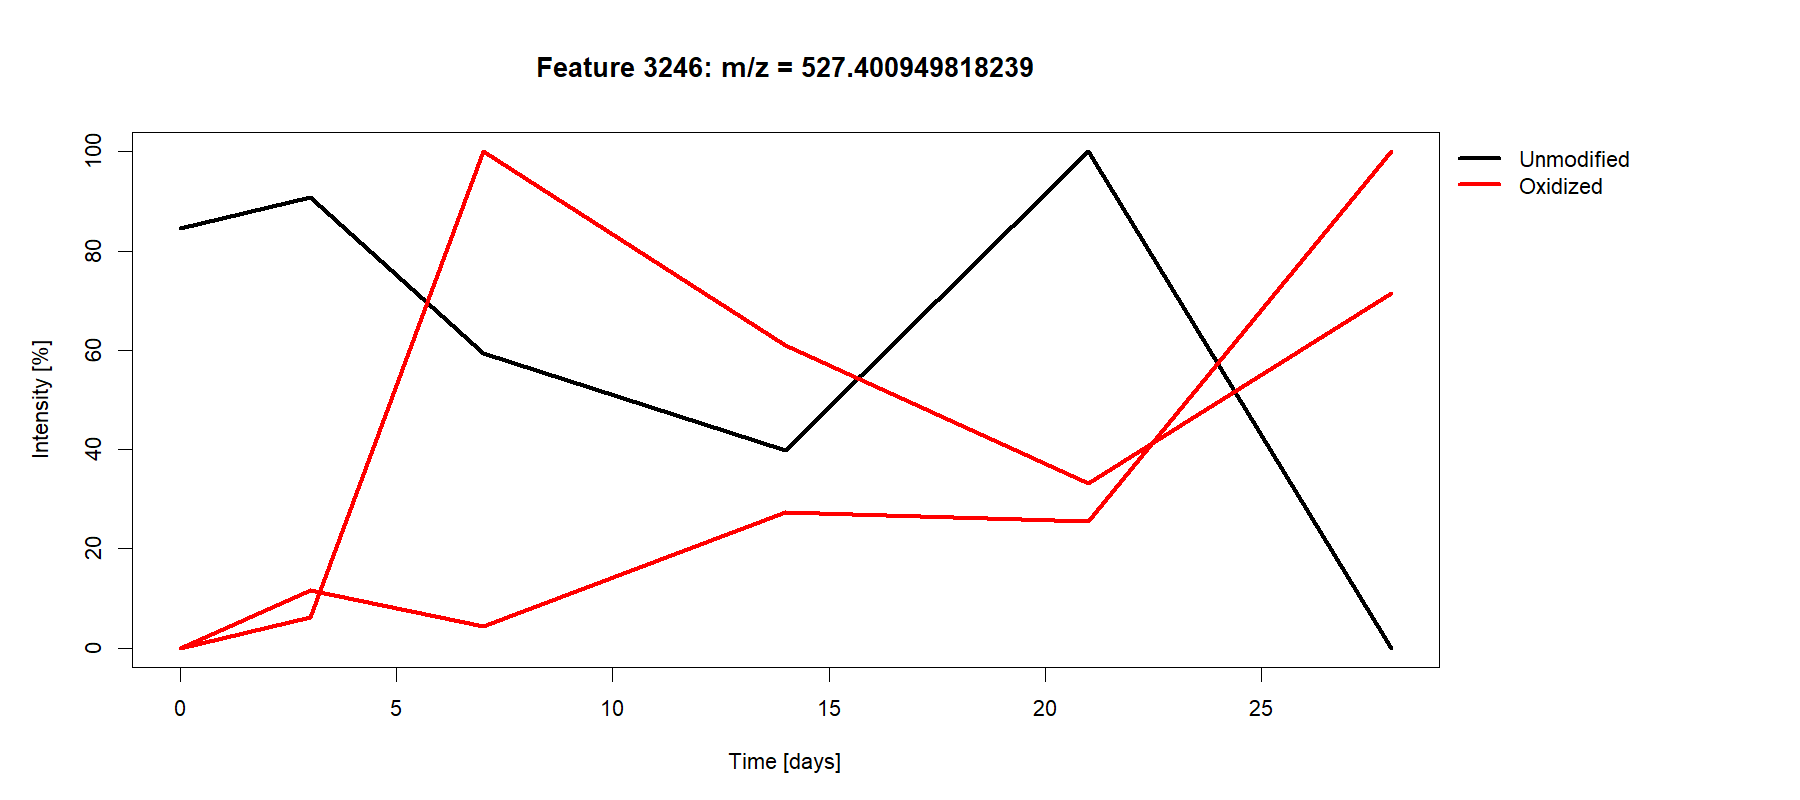 Feature 3246: m/z = 527.400949818239
Unmodified
Oxidized
Intensity [%]
100
80
60
40
20
0
0 5 10 15 20 25
Time [days]